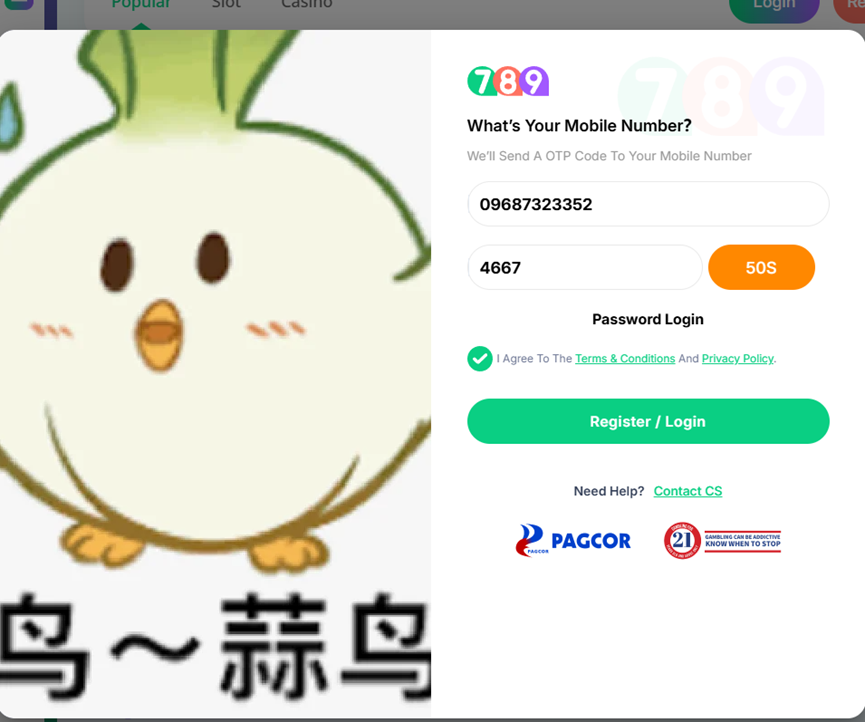 Popular Slot Casino Login Re
789
789
What's Your Mobile Number?
We'll Send A OTP Code To Your Mobile Number
09687323352
4667 50S
Password Login
I Agree To The Terms & Conditions And Privacy Policy.
Register / Login
Need Help? Contact CS
PAGCOR PAGCOR
21 GAMBLING CAN BE ADDICTIVE
KNOW WHEN TO STOP
鸟～蒜鸟